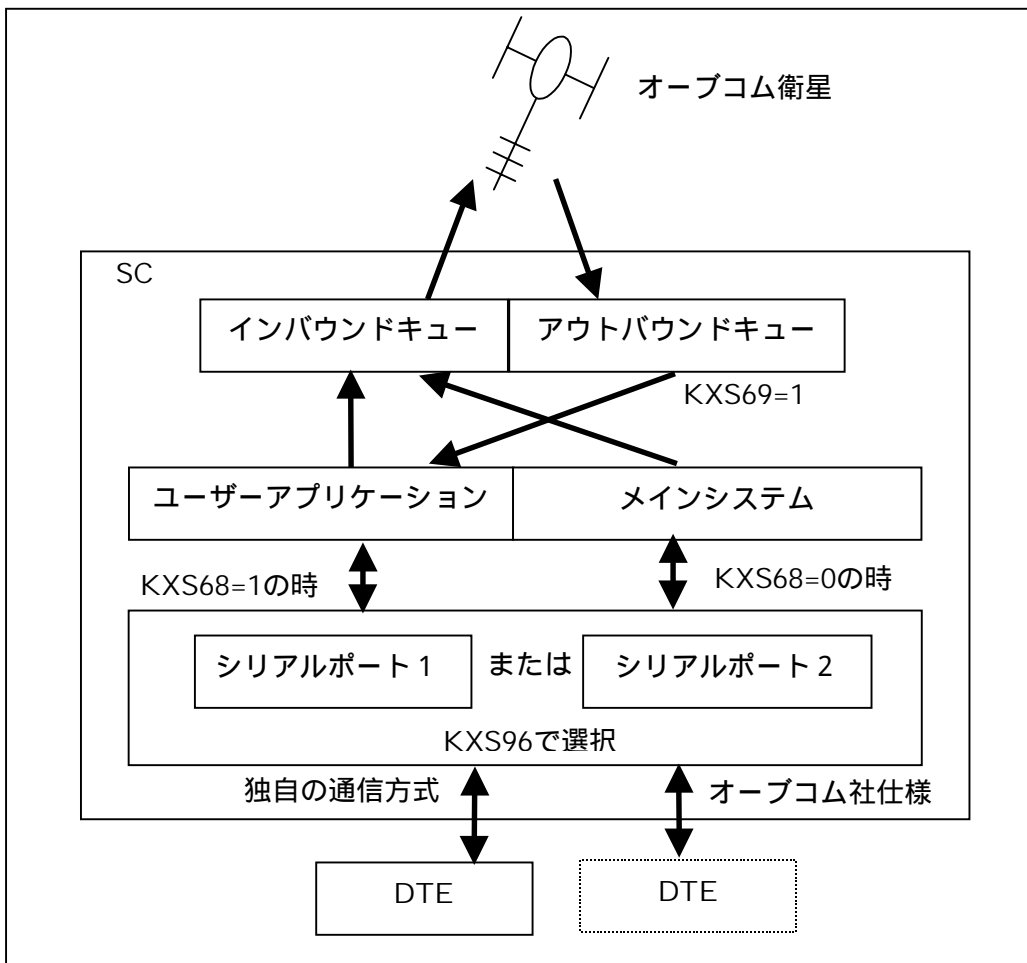 オーブコム衛星
SC
インバウンドキュー
アウトバウンドキュー
KXS69=1
ユーザーアプリケーション
メインシステム
KXS68=1の時
KXS68=0の時
シリアルポート1
または
シリアルポート2
KXS96で選択
独自の通信方式
オーブコム社仕様
DTE
DTE